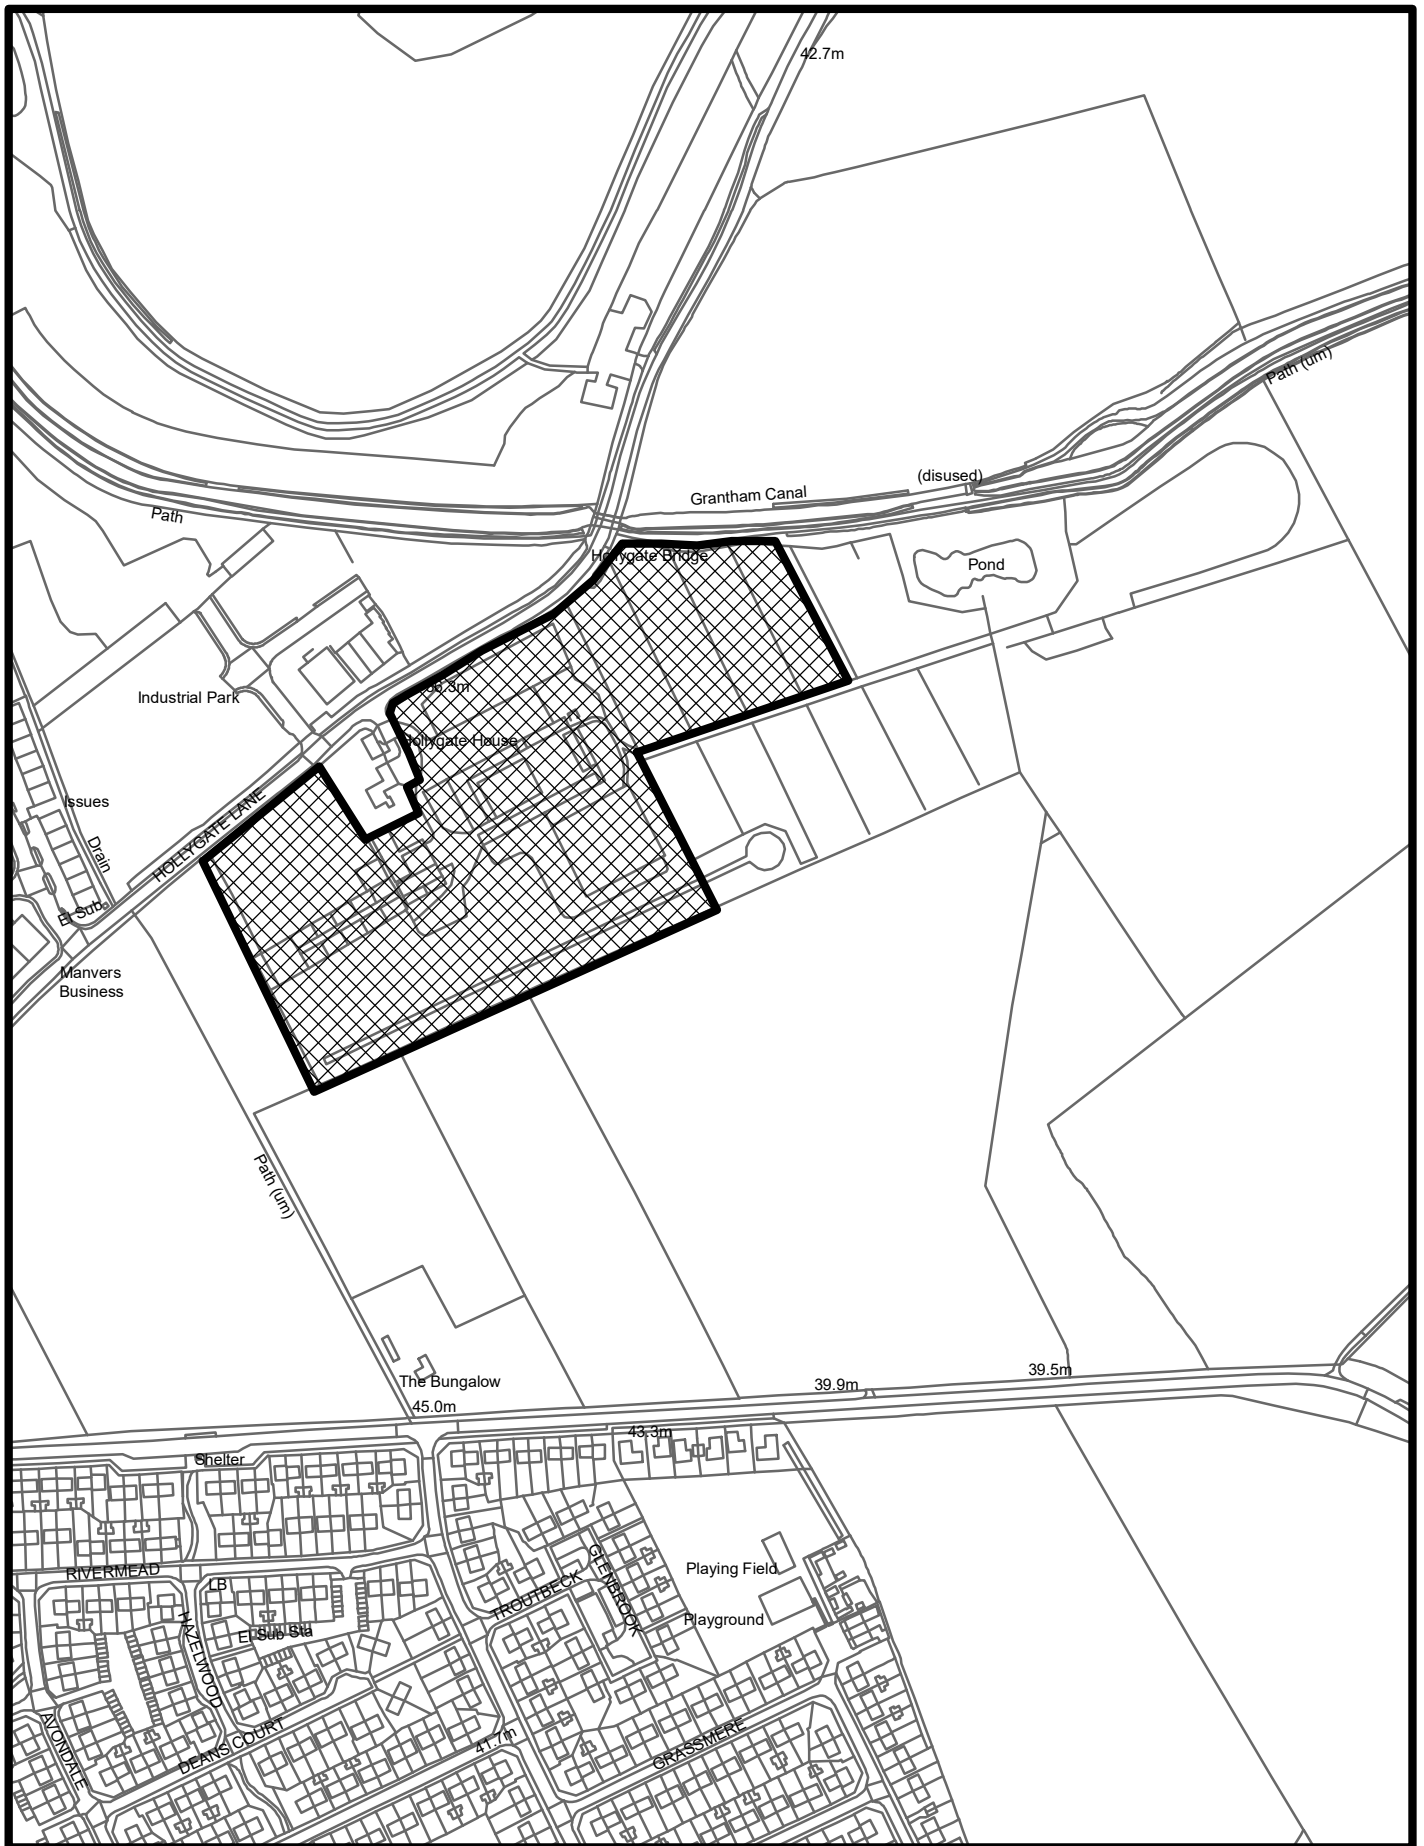 42.7m
Path (um)
(disused)
Grantham Canal
Path
Hollygate Bridge
Pond
Industrial Park
Hollygate House
Issues
HOLLYGATE LANE
Drain
El Sub
Manvers
Business
Path (um)
39.5m
The Bungalow
39.9m
45.0m
43.3m
Shelter
RIVERMEAD
GLENBROOK
Playing Field
LB
TROUTBECK
Playground
HAZELWOOD
El Sub Sta
AVONDALE
DEANS COURT
41.7m
GRASSMERE